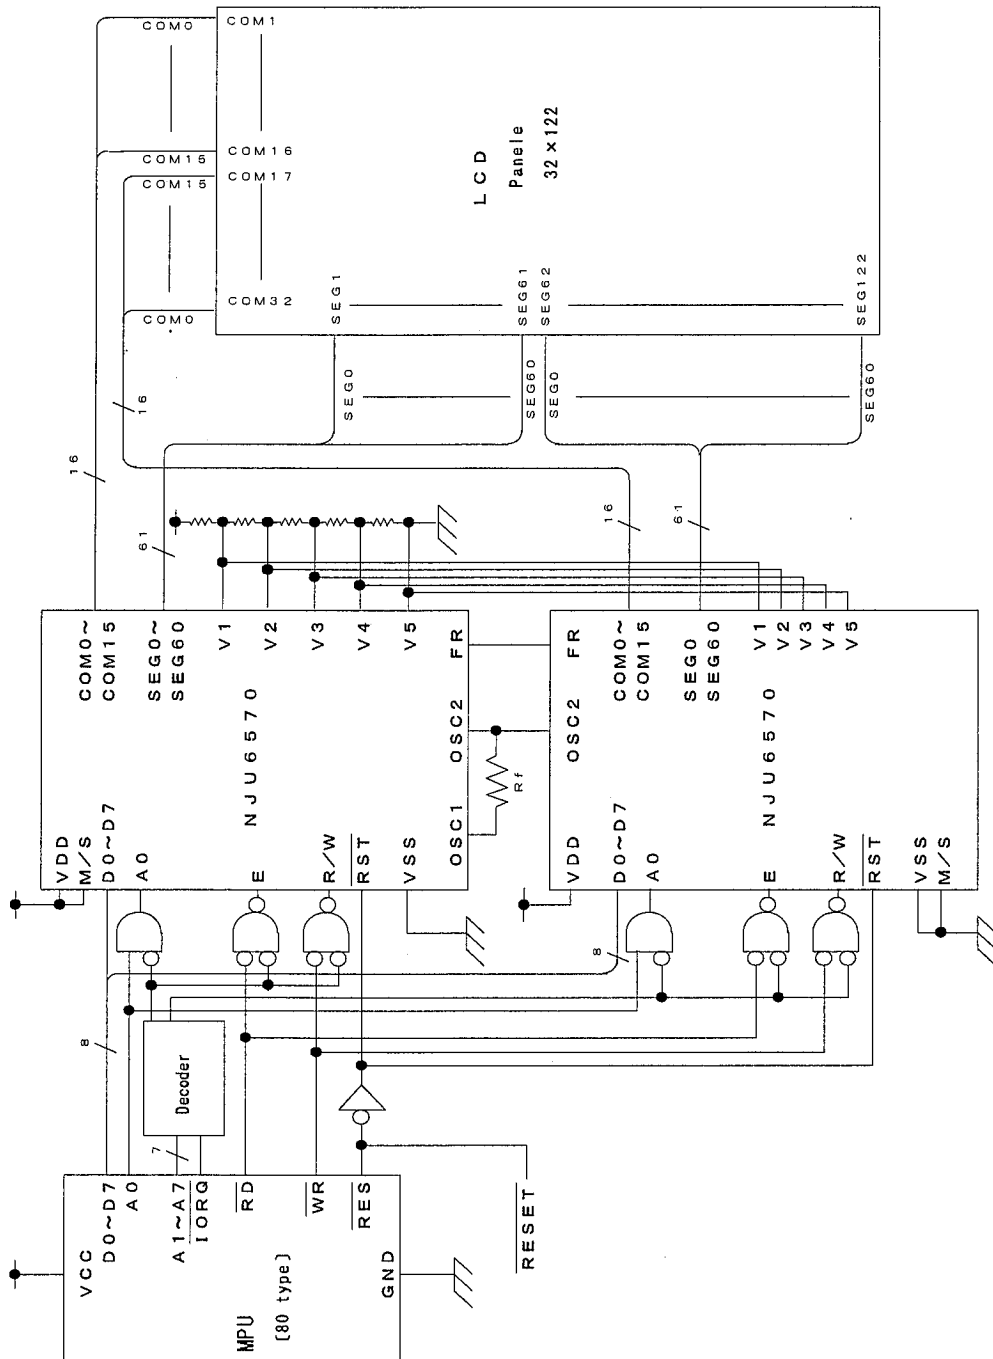 MPU
[80 type]
VCC
D0~D7
A0
A1~A7
IORQ
RD
WR
RES
GND
RESET
7
Decoder
8
8
VDD
M/S
D0~D7
A0
E
R/W
RST
VSS
NJU6570
COM0~
COM15
SEG0~
SEG60
V1
V2
V3
V4
V5
OSC1
OSC2
FR
Rf
VDD
D0~D7
A0
E
R/W
RST
VSS
M/S
NJU6570
OSC2
FR
COM0~
COM15
SEG0
SEG60
V1
V2
V3
V4
V5
16
61
16
61
16
COM0
COM15
COM15
COM0
COM1
COM16
COM17
COM32
SEG0
SEG60
SEG0
SEG60
SEG1
SEG61
SEG62
SEG122
LCD
Panele
32×122